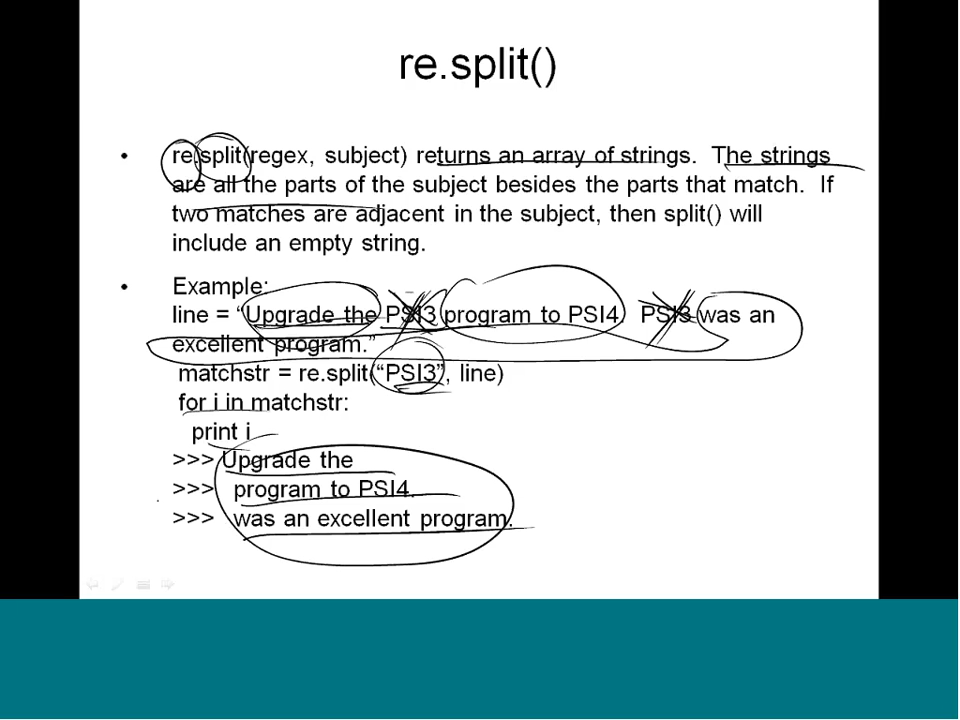 re.split()
• re.split(regex, subject) returns an array of strings. The strings
are all the parts of the subject besides the parts that match. If
two matches are adjacent in the subject, then split() will
include an empty string.
• Example:
line = “Upgrade the PSI3 program to PSI4. PSI3 was an
excellent program.”
matchstr = re.split(“PSI3”, line)
for i in matchstr:
print i
>>> Upgrade the
>>> program to PSI4.
>>> was an excellent program.